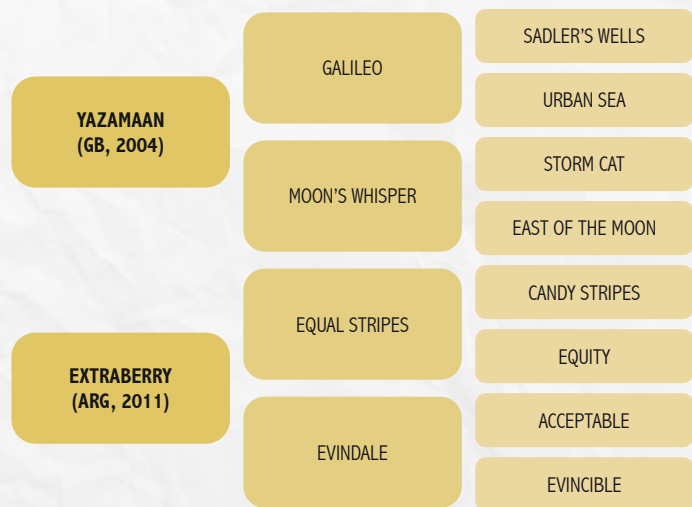 YAZAMAAN
(GB, 2004)
EXTRABERRY
(ARG, 2011)
GALILEO
MOON'S WHISPER
EQUAL STRIPES
EVINDALE
SADLER'S WELLS
URBAN SEA
STORM CAT
EAST OF THE MOON
CANDY STRIPES
EQUITY
ACCEPTABLE
EVINCIBLE